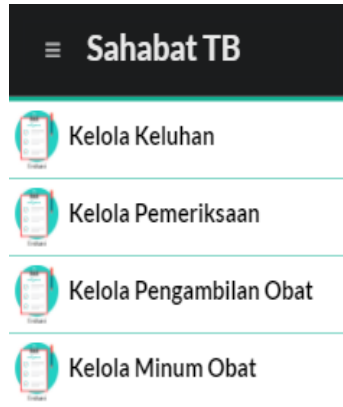 Sahabat TB
Kelola Keluhan
Kelola Pemeriksaan
Kelola Pengambilan Obat
Kelola Minum Obat